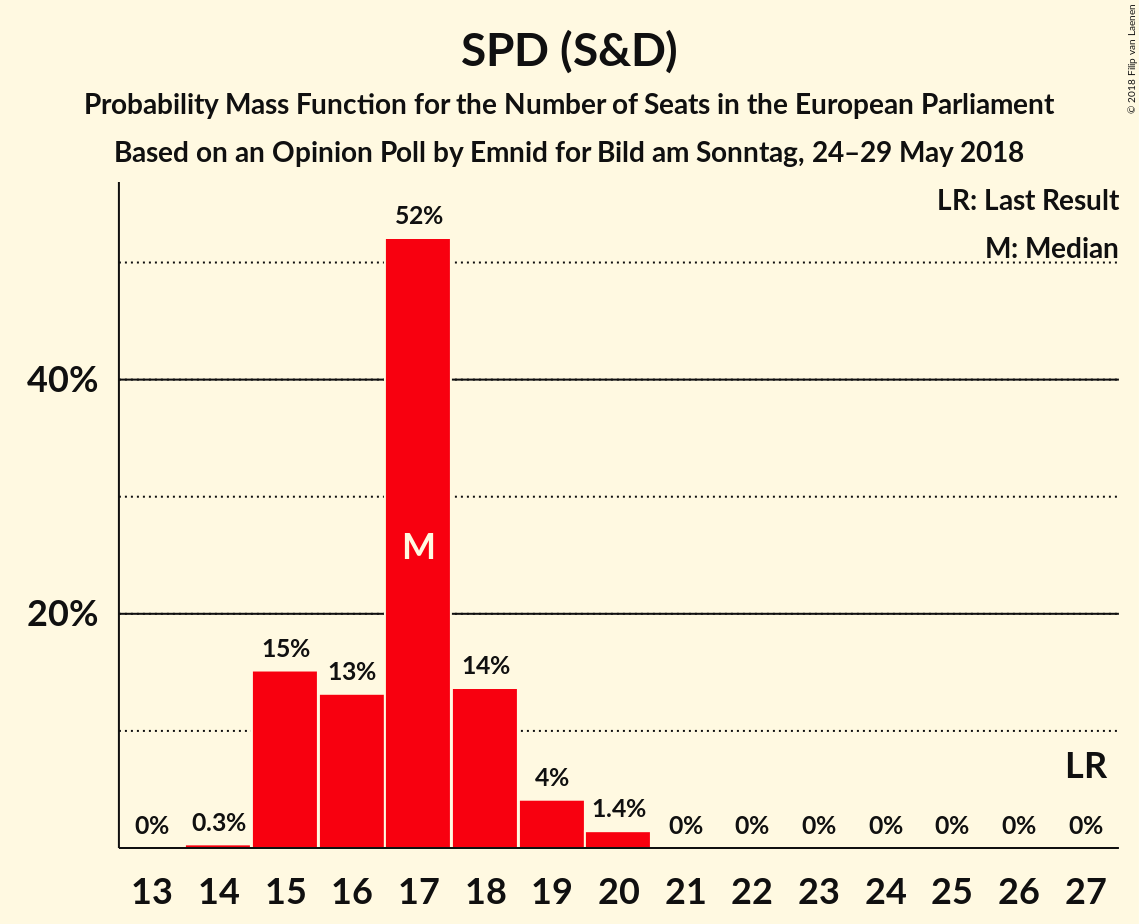 SPD (S&D)
Probability Mass Function for the Number of Seats in the European Parliament
Based on an Opinion Poll by Emnid for Bild am Sonntag, 24–29 May 2018
© 2018 Filip van Laenen
LR: Last Result
M: Median
40%
20%
0%
0.3%
15%
13%
52%
M
14%
4%
1.4%
0%
0%
0%
0%
0%
0%
LR
0%
13 14 15 16 17 18 19 20 21 22 23 24 25 26 27